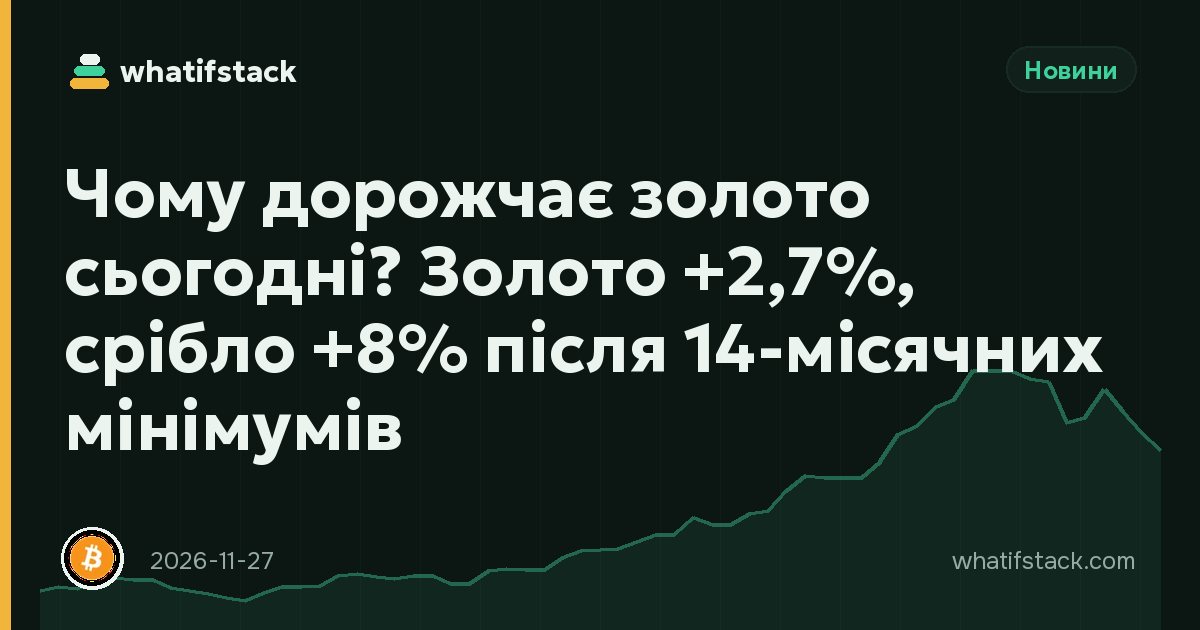 whatifstack
Новини
Чому дорожчає золото
сьогодні? Золото +2,7%,
срібло +8% після 14-місячних
мінімумів
2026-11-27
whatifstack.com